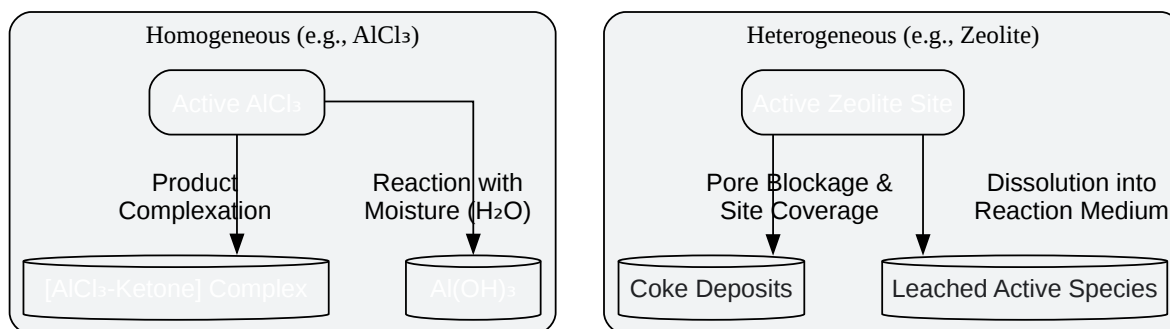 Homogeneous (e.g., AlCl₃)
Active AlCl₃
Product
Complexation
Reaction with
Moisture (H₂O)
[AlCl₃-Ketone] Complex
Al(OH)₃
Heterogeneous (e.g., Zeolite)
Active Zeolite Site
Pore Blockage &
Site Coverage
Dissolution into
Reaction Medium
Coke Deposits
Leached Active Species